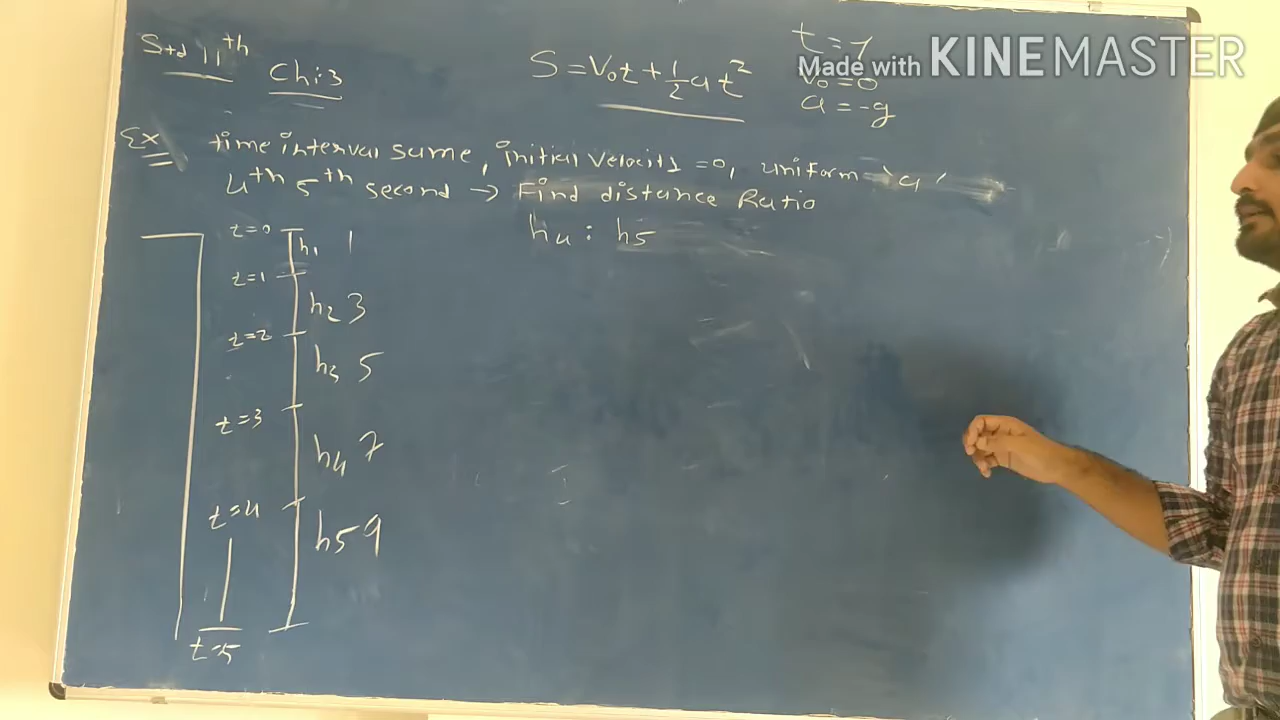 Std 11th
Ch:3
S = V₀t + 1/2 at²
t = 1
Made with KINEMASTER
V₀ = 0
a = -g
Ex time interval same, initial velocity = 0, uniform 'a'
4th 5th second → Find distance Ratio
h4 : h5
t=0
h1 1
t=1
h2 3
t=2
h3 5
t=3
h4 7
t=4
h5 9
t=5